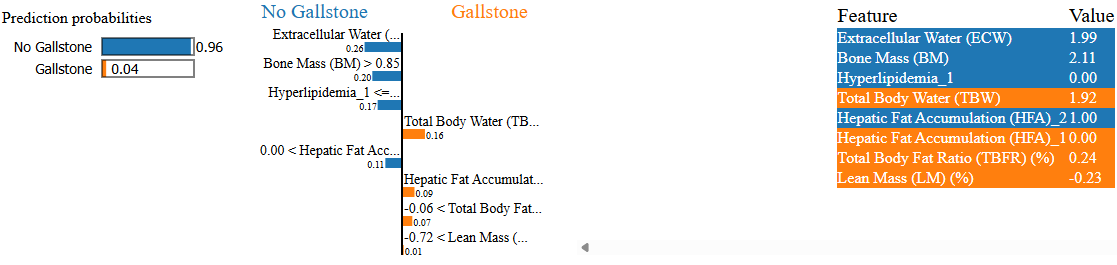 Prediction probabilities
No Gallstone 0.96
Gallstone 0.04
No Gallstone Gallstone
Extracellular Water (...
0.26
Bone Mass (BM) > 0.85
0.20
Hyperlipidemia_1 <=...
0.17
Total Body Water (TB...
0.16
0.00 < Hepatic Fat Acc...
0.11
Hepatic Fat Accumulat...
0.09
-0.06 < Total Body Fat...
0.07
-0.72 < Lean Mass (...
0.01
Feature Value
Extracellular Water (ECW) 1.99
Bone Mass (BM) 2.11
Hyperlipidemia_1 0.00
Total Body Water (TBW) 1.92
Hepatic Fat Accumulation (HFA)_2 1.00
Hepatic Fat Accumulation (HFA)_1 0.00
Total Body Fat Ratio (TBFR) (%) 0.24
Lean Mass (LM) (%) -0.23